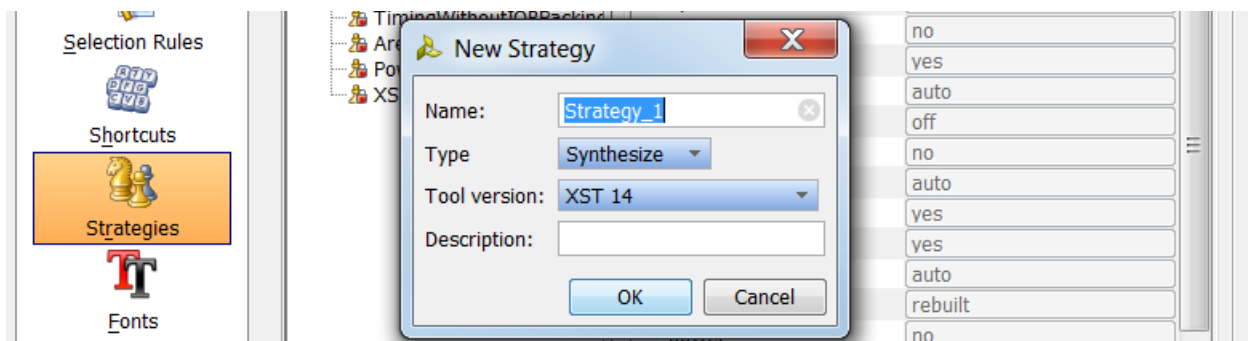 Selection Rules
Shortcuts
Strategies
Fonts
New Strategy
Name:
Strategy_1
Type
Synthesize
Tool version:
XST 14
Description:
OK
Cancel
no
yes
auto
off
no
auto
yes
yes
auto
rebuilt
no